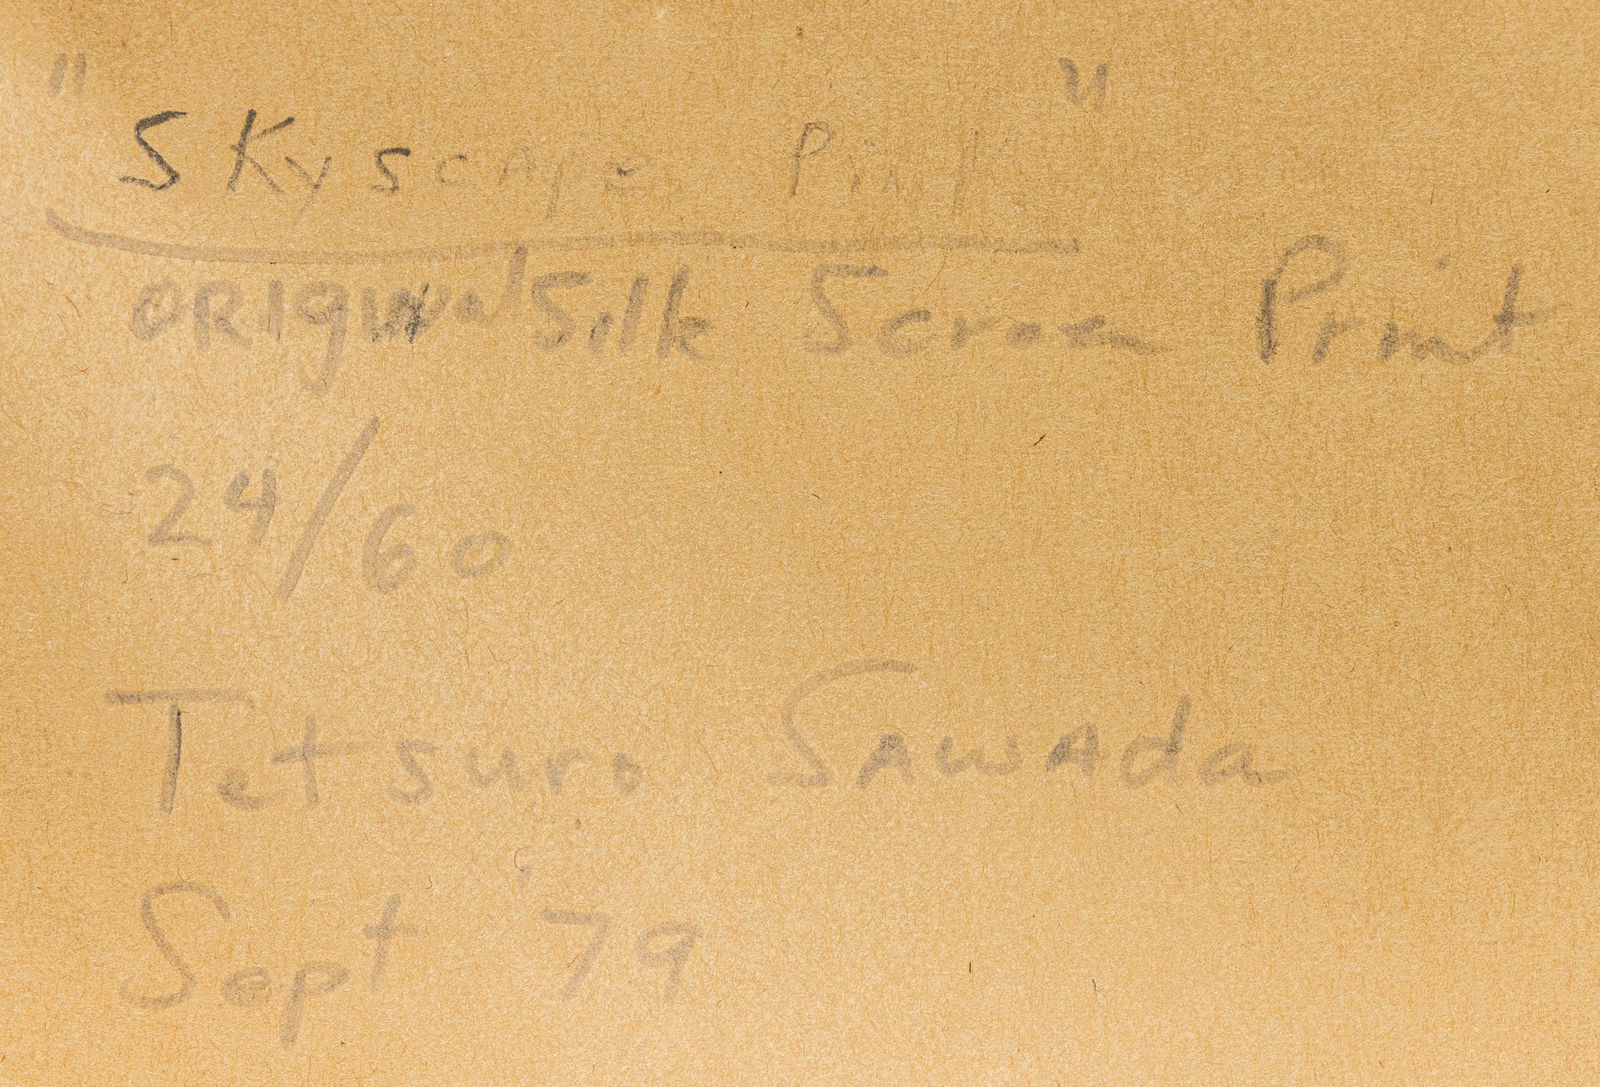 "Skyscape Pink"
ORIGINal Silk Screen Print
24/60
Tetsuro SAWAda
Sept '79